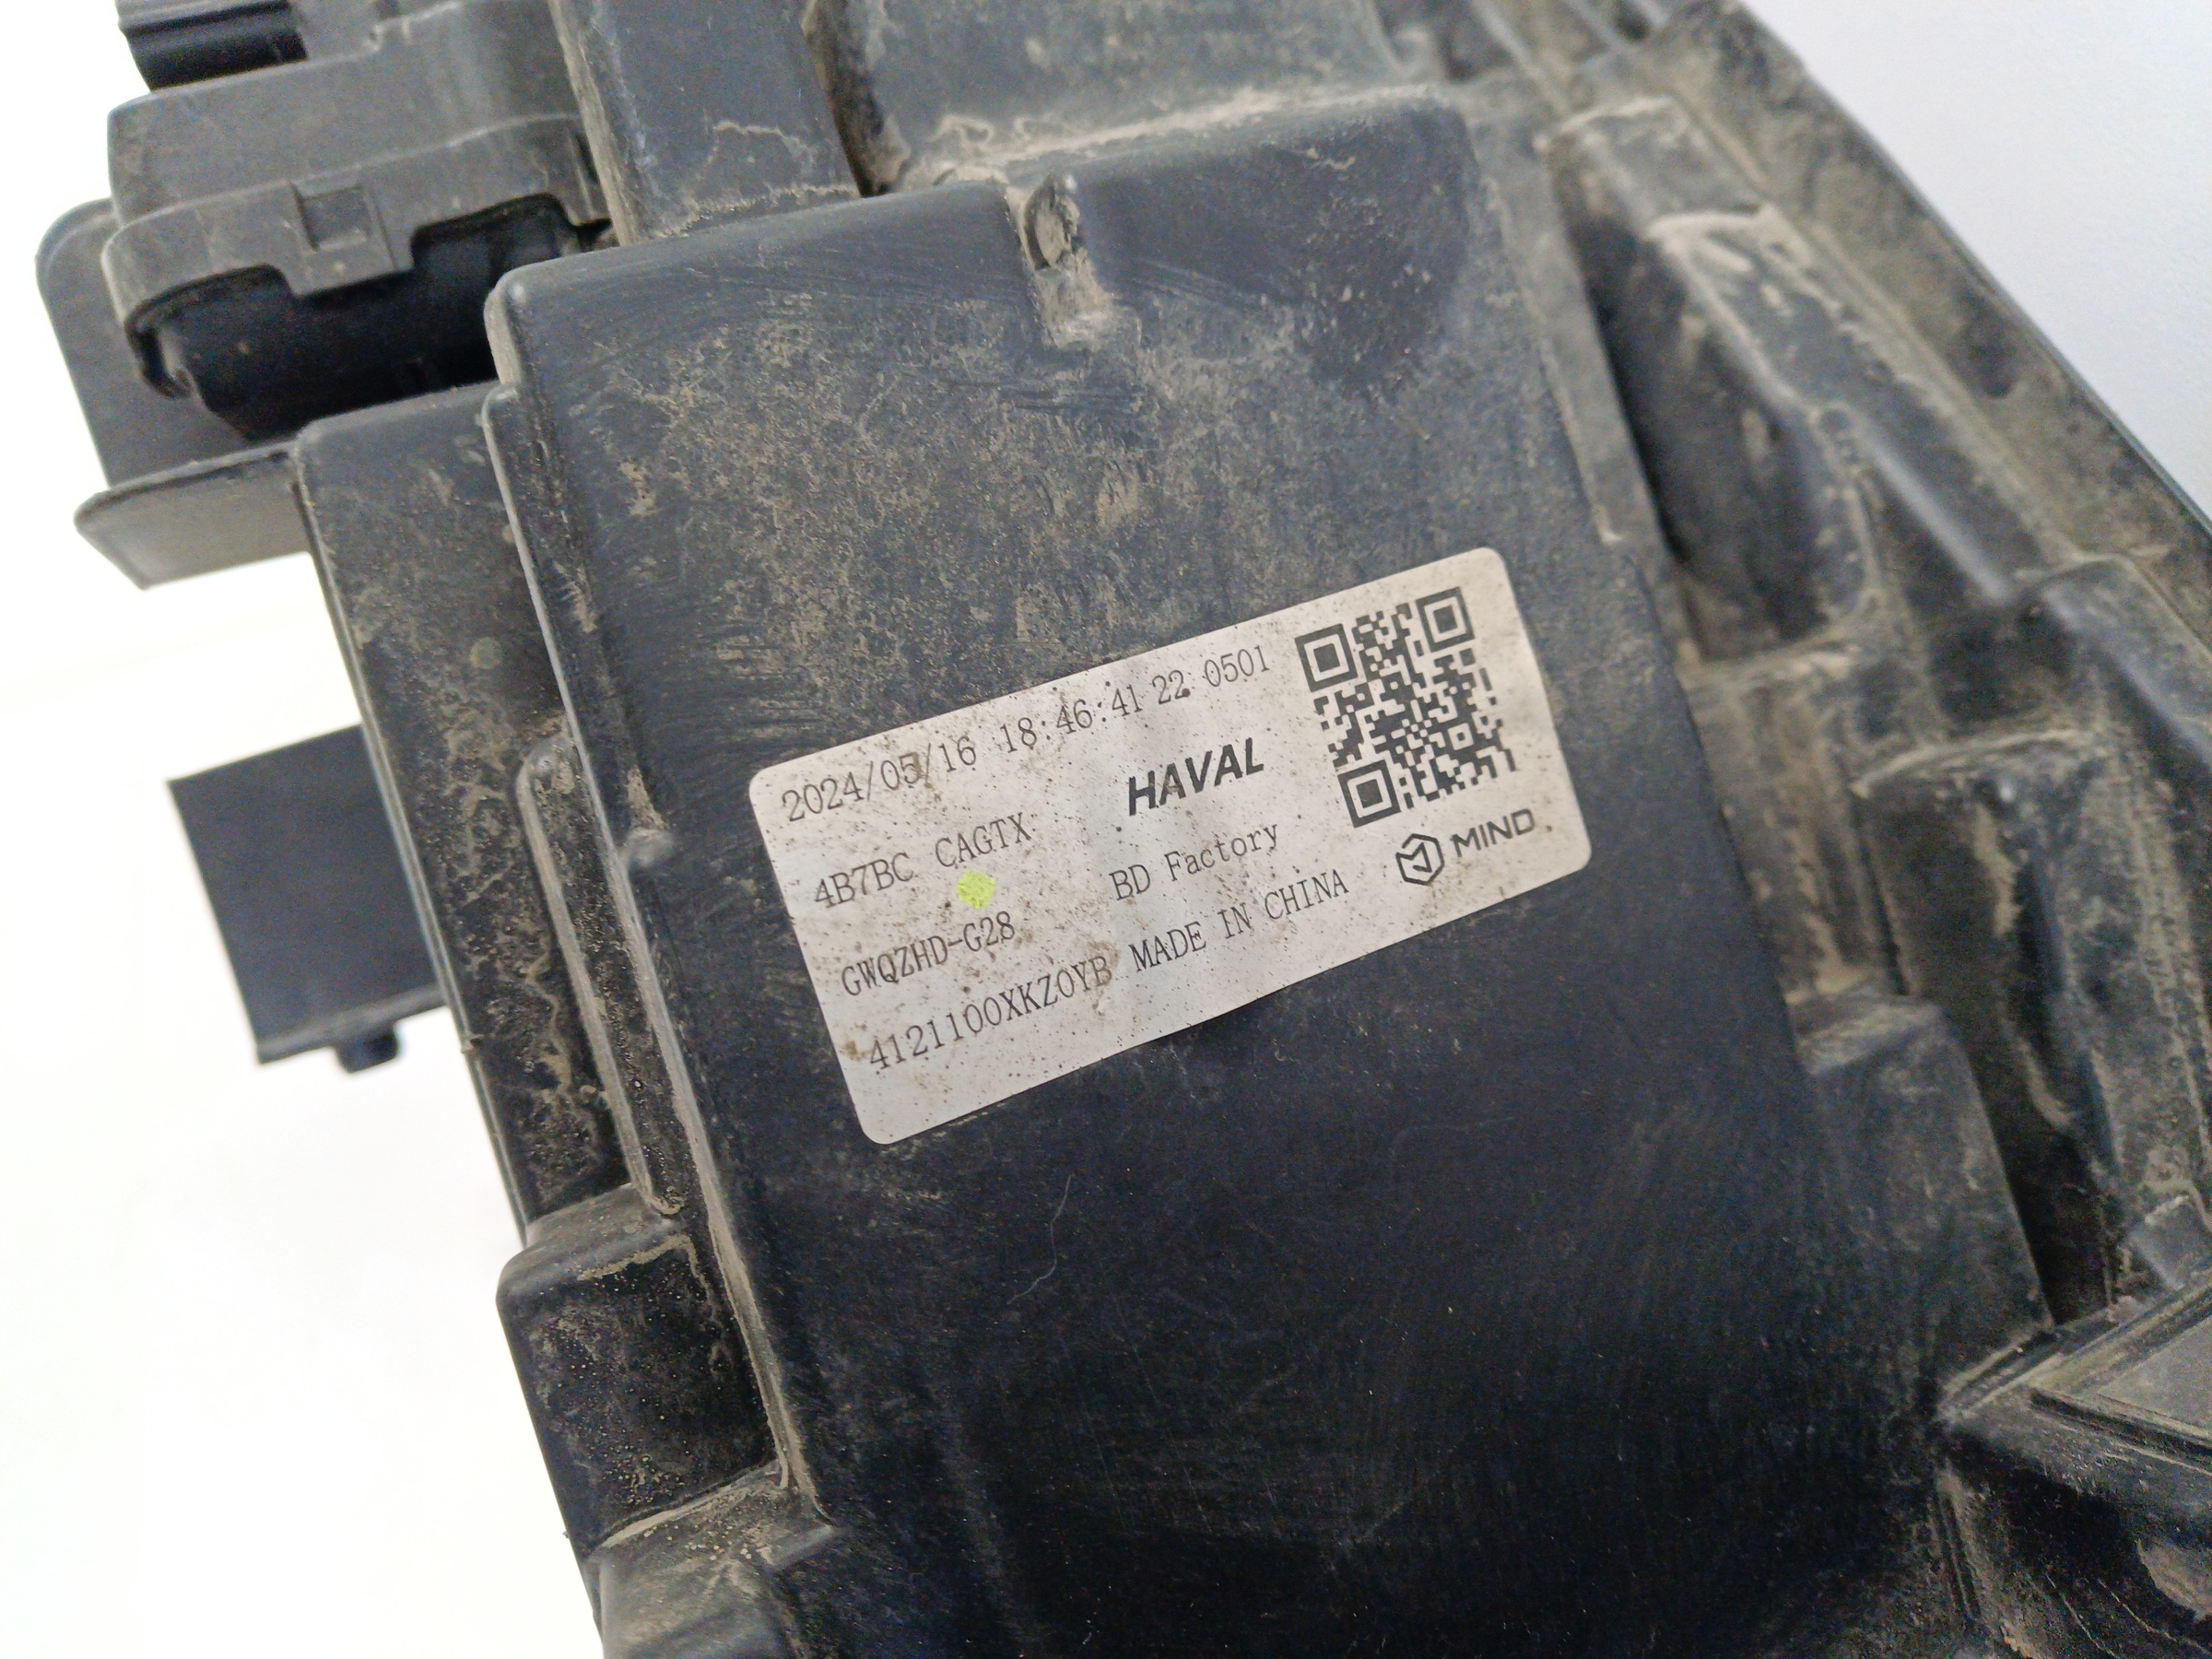 2024/05/16 18:46:41 22 0501
HAVAL
4B7BC CAGTX
BD Factory
GWQZHD-G28
4121100XKZ0YB MADE IN CHINA
MIND